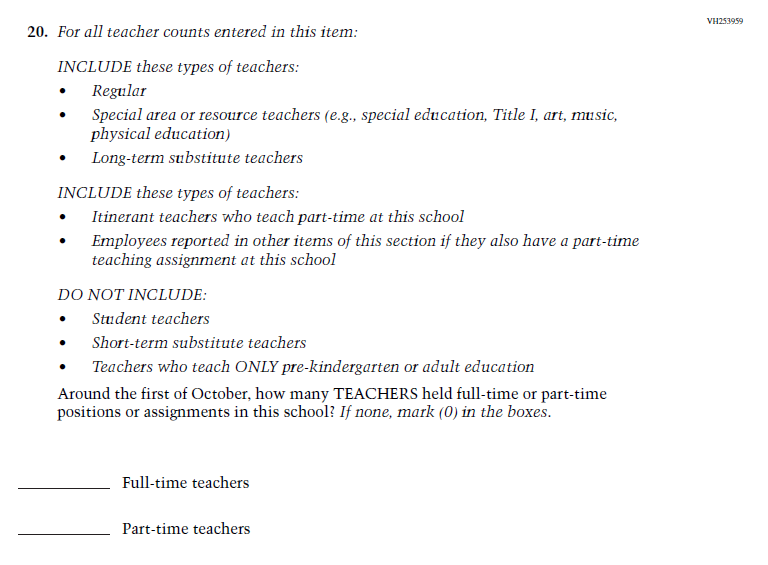 VH253959
20. For all teacher counts entered in this item:
INCLUDE these types of teachers:
• Regular
• Special area or resource teachers (e.g., special education, Title I, art, music,
physical education)
• Long-term substitute teachers
INCLUDE these types of teachers:
• Itinerant teachers who teach part-time at this school
• Employees reported in other items of this section if they also have a part-time
teaching assignment at this school
DO NOT INCLUDE:
• Student teachers
• Short-term substitute teachers
• Teachers who teach ONLY pre-kindergarten or adult education
Around the first of October, how many TEACHERS held full-time or part-time
positions or assignments in this school? If none, mark (0) in the boxes.
Full-time teachers
Part-time teachers